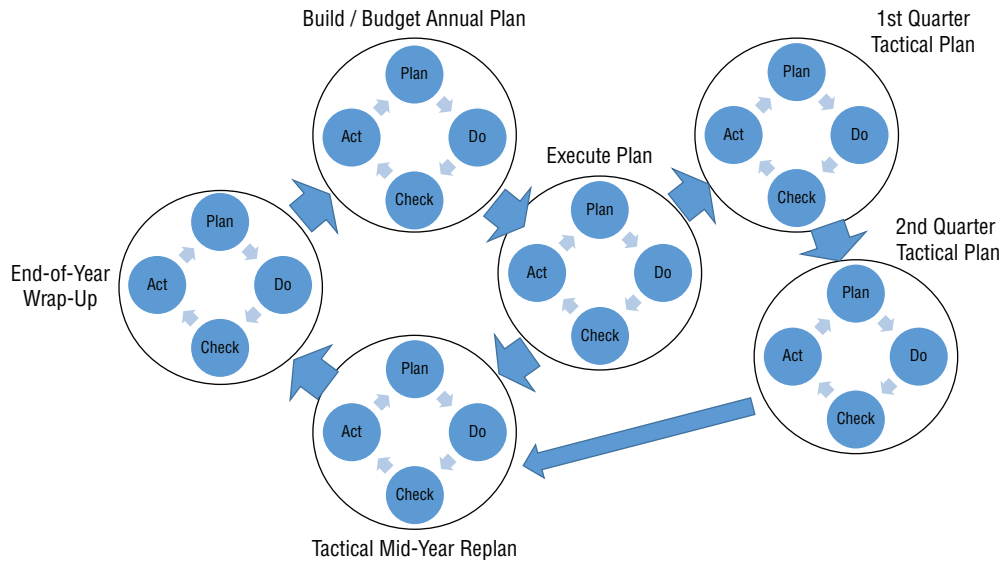 Build / Budget Annual Plan
Plan
Act
Do
Check
1st Quarter
Tactical Plan
Plan
Act
Do
Check
Execute Plan
Plan
Act
Do
Check
2nd Quarter
Tactical Plan
Plan
Act
Do
Check
End-of-Year
Wrap-Up
Plan
Act
Do
Check
Plan
Act
Do
Check
Tactical Mid-Year Replan